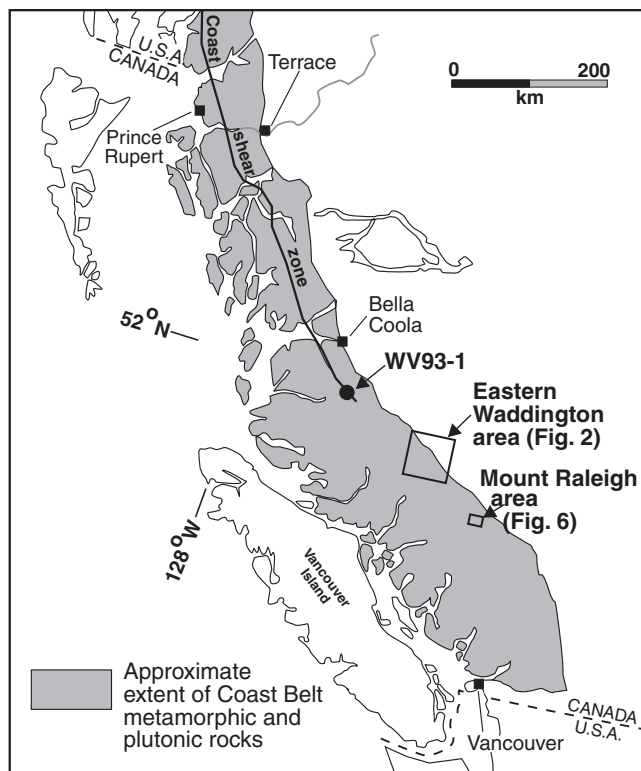 Coast
shear
zone
U.S.A.
CANADA
Terrace
Prince
Rupert
0 200
km
52°N
Bella
Coola
WV93-1
Eastern
Waddington
area (Fig. 2)
Mount Raleigh
area
(Fig. 6)
128°W
Vancouver
Island
Approximate
extent of Coast Belt
metamorphic and
plutonic rocks
CANADA
U.S.A.
Vancouver